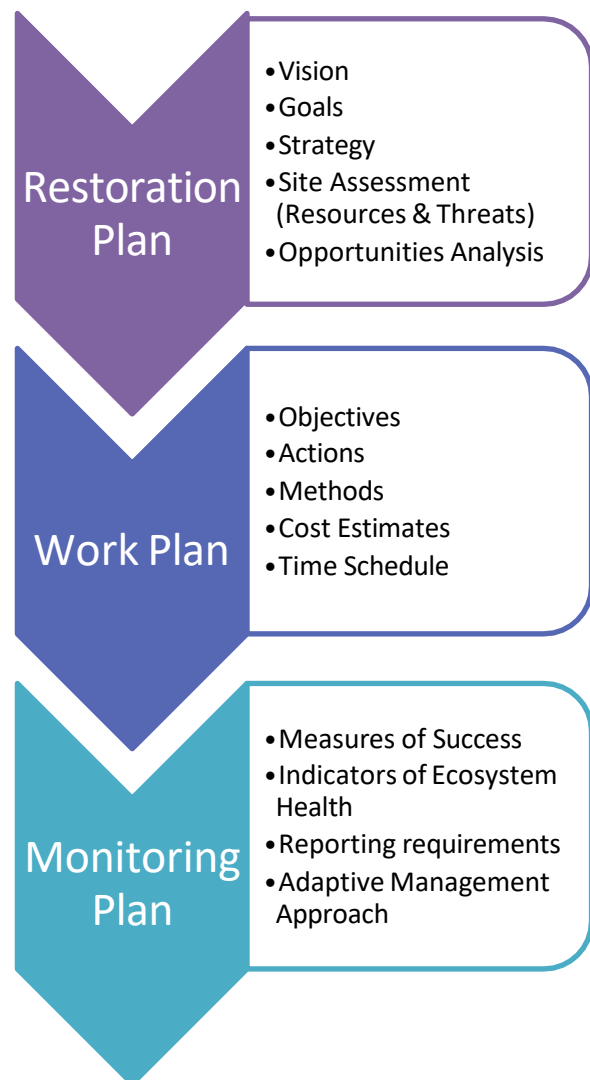 Restoration
Plan
•Vision
•Goals
•Strategy
•Site Assessment
(Resources & Threats)
•Opportunities Analysis
Work Plan
•Objectives
•Actions
•Methods
•Cost Estimates
•Time Schedule
Monitoring
Plan
•Measures of Success
•Indicators of Ecosystem
Health
•Reporting requirements
•Adaptive Management
Approach